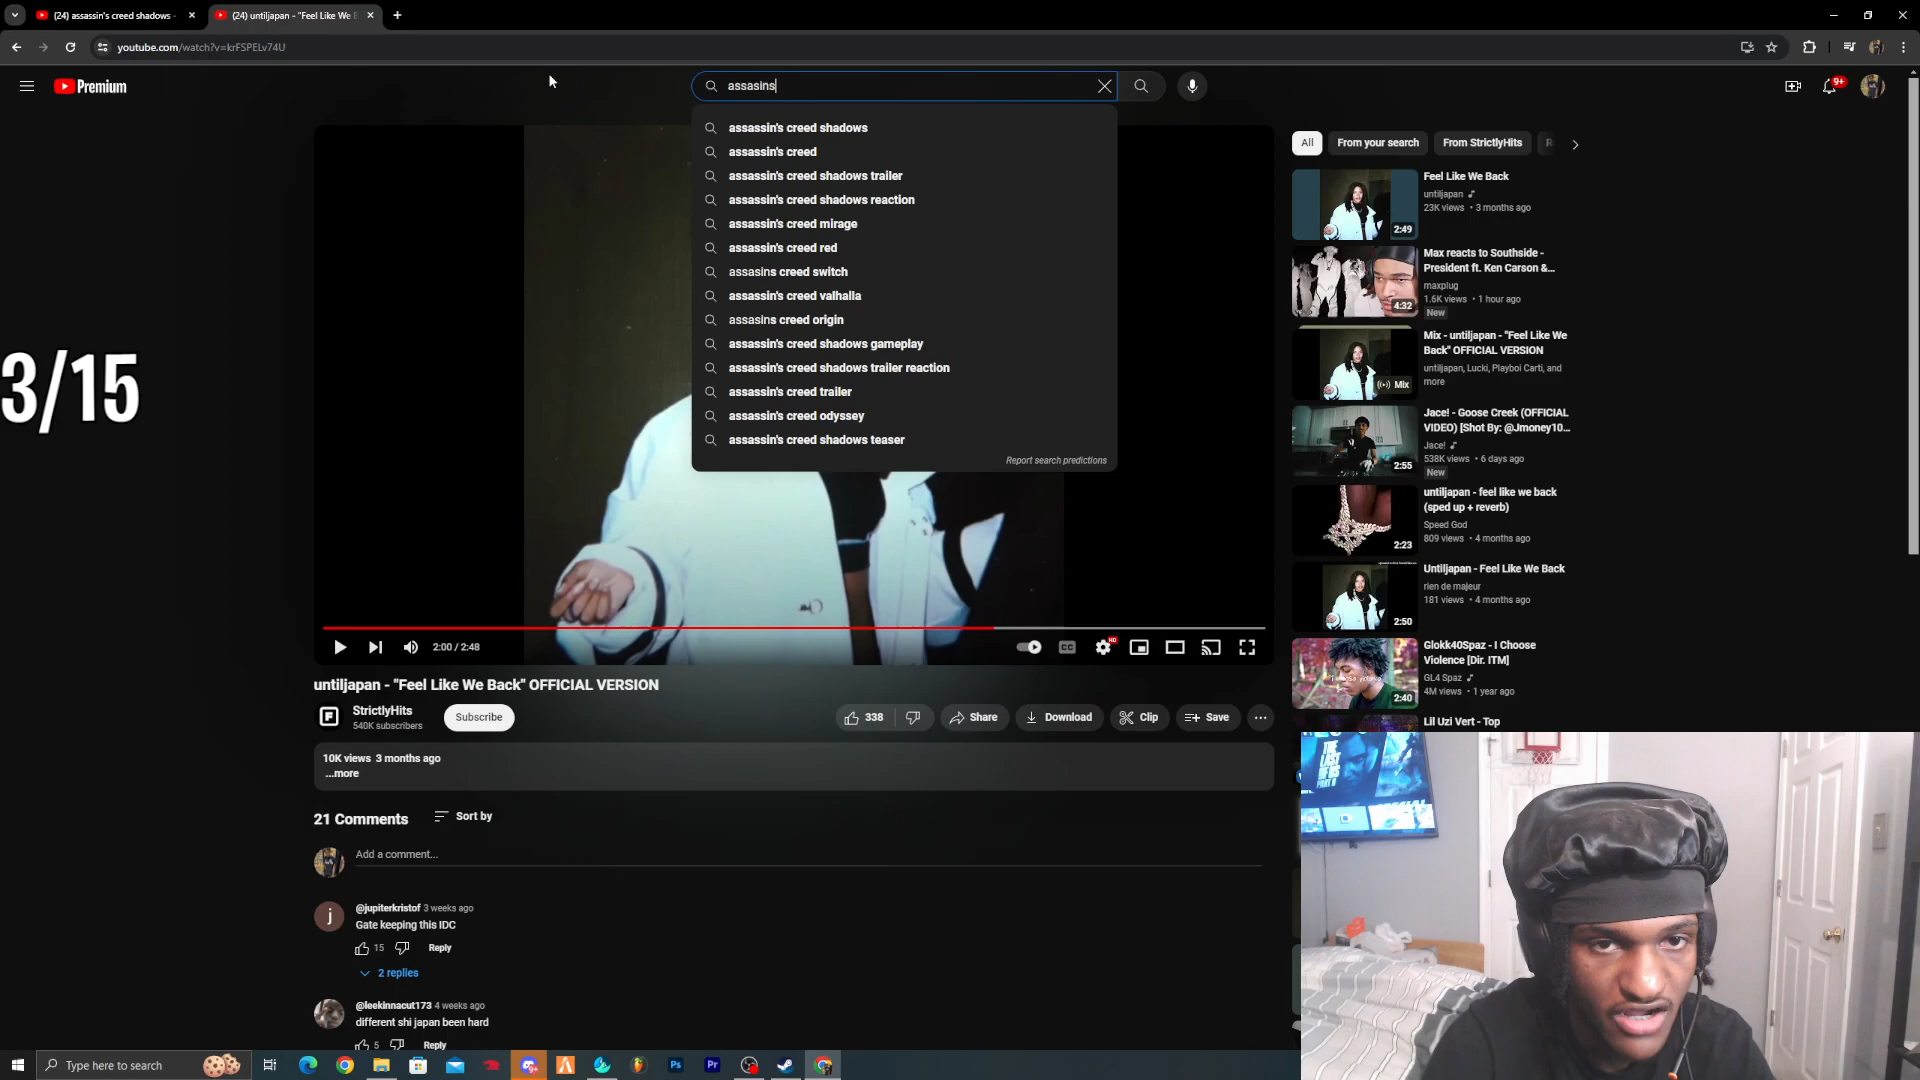 (24) assassin's creed shadows -
(24) untiljapan - "Feel Like We B
youtube.com/watch?v=krFSPELv74U
Premium
assasins
9+
assassin's creed shadows
assassin's creed
assassin's creed shadows trailer
assassin's creed shadows reaction
assassin's creed mirage
assassin's creed red
assasins creed switch
assassin's creed valhalla
assasins creed origin
assassin's creed shadows gameplay
assassin's creed shadows trailer reaction
assassin's creed trailer
assassin's creed odyssey
assassin's creed shadows teaser
Report search predictions
3/15
2:00 / 2:48
CC
HD
untiljapan - "Feel Like We Back" OFFICIAL VERSION
StrictlyHits
540K subscribers
Subscribe
338
Share
Download
Clip
Save
10K views 3 months ago
...more
21 Comments
Sort by
Add a comment...
j
@jupiterkristof 3 weeks ago
Gate keeping this IDC
15
Reply
2 replies
@leekinnacut173 4 weeks ago
different shi japan been hard
5
Reply
All
From your search
From StrictlyHits
Feel Like We Back
untiljapan
23K views • 3 months ago
2:49
Max reacts to Southside -
President ft. Ken Carson &...
maxplug
1.6K views • 1 hour ago
New
4:32
Mix - untiljapan - "Feel Like We
Back" OFFICIAL VERSION
untiljapan, Lucki, Playboi Carti, and
more
Mix
Jace! - Goose Creek (OFFICIAL
VIDEO) [Shot By: @Jmoney10...
Jace!
538K views • 6 days ago
New
2:55
untiljapan - feel like we back
(sped up + reverb)
Speed God
809 views • 4 months ago
2:23
Untiljapan - Feel Like We Back
rien de majeur
181 views • 4 months ago
2:50
Glokk40Spaz - I Choose
Violence [Dir. ITM]
GL4 Spaz
4M views • 1 year ago
2:40
Lil Uzi Vert - Top
THE
LAST
OF US
PART II
Type here to search
Ps
Pr